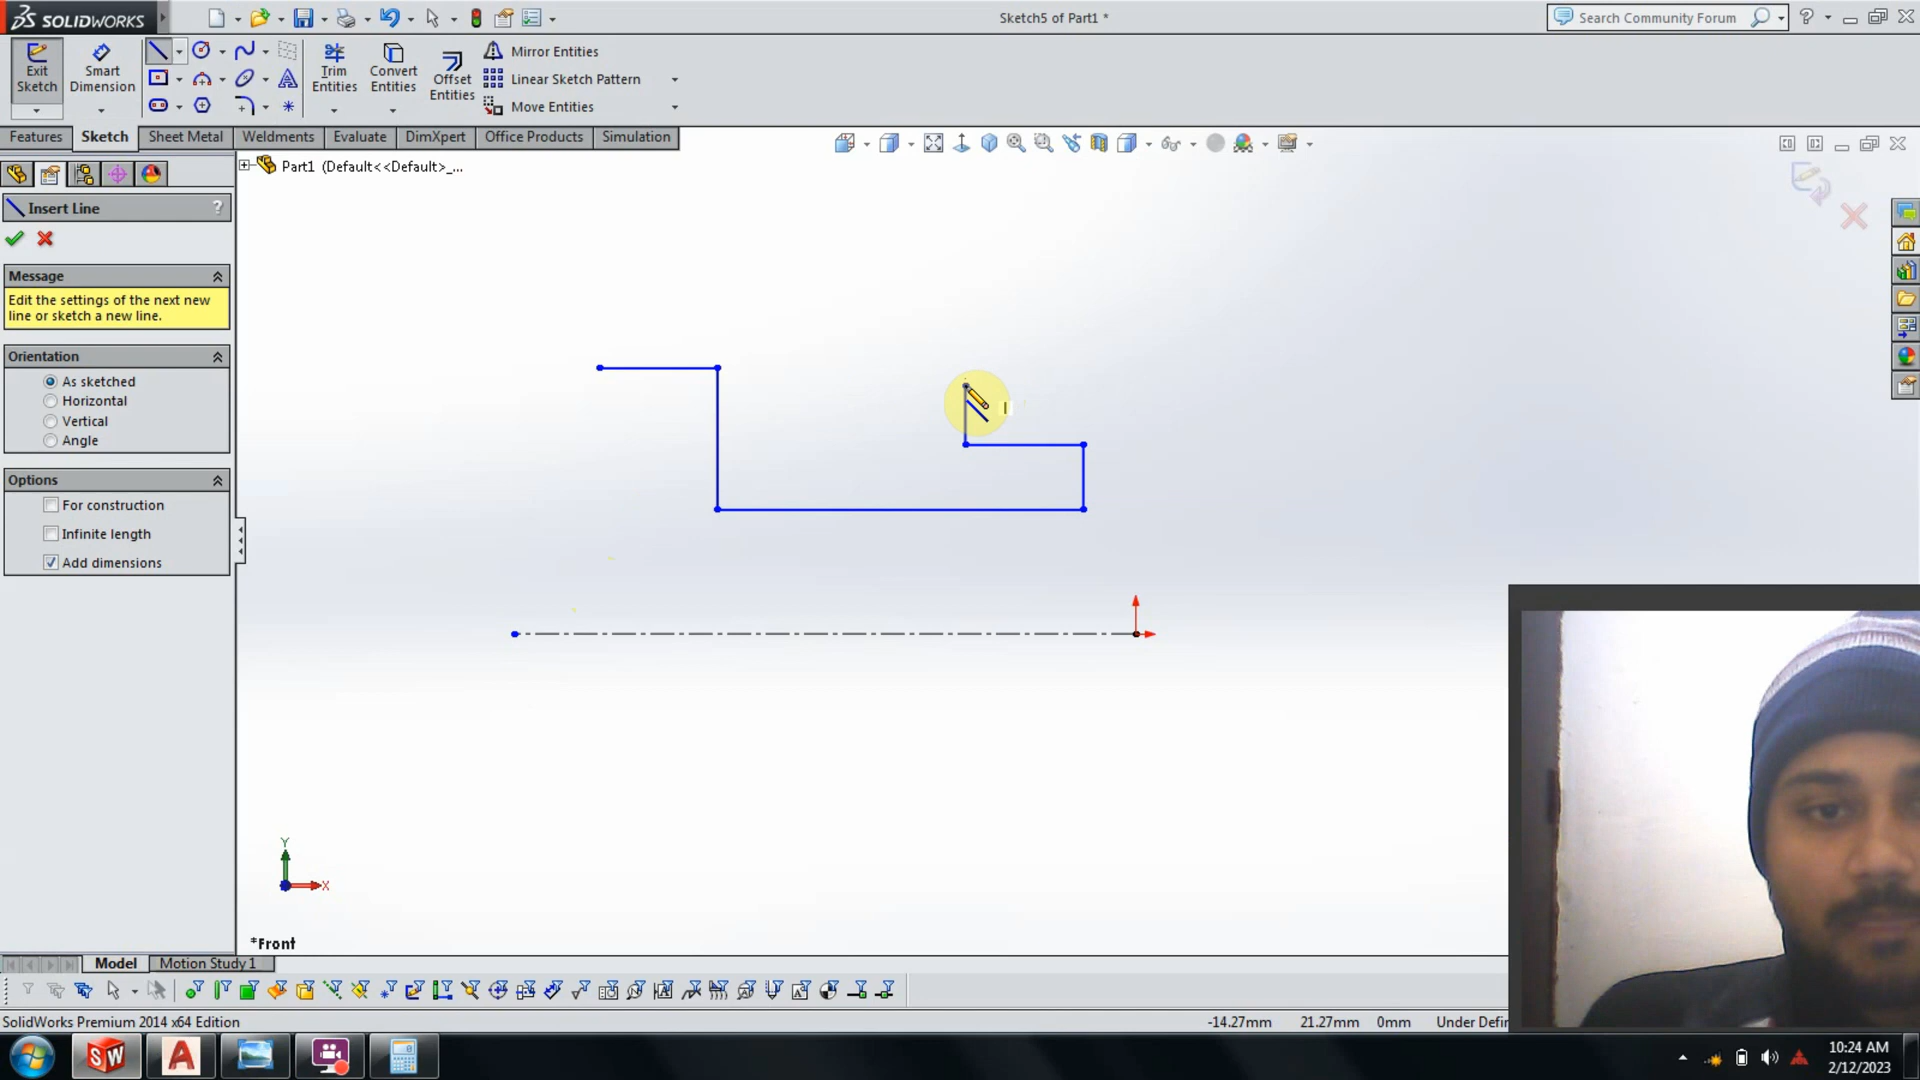 SOLIDWORKS
Sketch5 of Part1 *
Search Community Forum
Exit Sketch
Smart Dimension
Trim Entities
Convert Entities
Offset Entities
Mirror Entities
Linear Sketch Pattern
Move Entities
Features
Sketch
Sheet Metal
Weldments
Evaluate
DimXpert
Office Products
Simulation
Part1 (Default<<Default>_...
Insert Line
?
Message
Edit the settings of the next new
line or sketch a new line.
Orientation
As sketched
Horizontal
Vertical
Angle
Options
For construction
Infinite length
Add dimensions
Y
X
*Front
Model
Motion Study 1
SolidWorks Premium 2014 x64 Edition
-14.27mm
21.27mm
0mm
Under Defin
SW
A
10:24 AM
2/12/2023